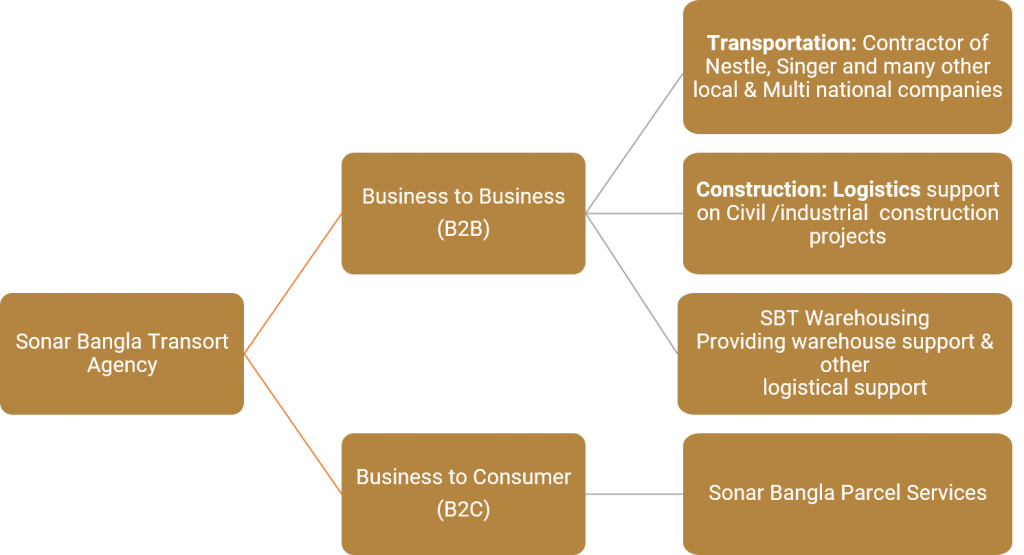 Sonar Bangla Transort
Agency
Business to Business
(B2B)
Business to Consumer
(B2C)
Transportation: Contractor of
Nestle, Singer and many other
local & Multi national companies
Construction: Logistics support
on Civil /industrial  construction
projects
SBT Warehousing
Providing warehouse support &
other
logistical support
Sonar Bangla Parcel Services